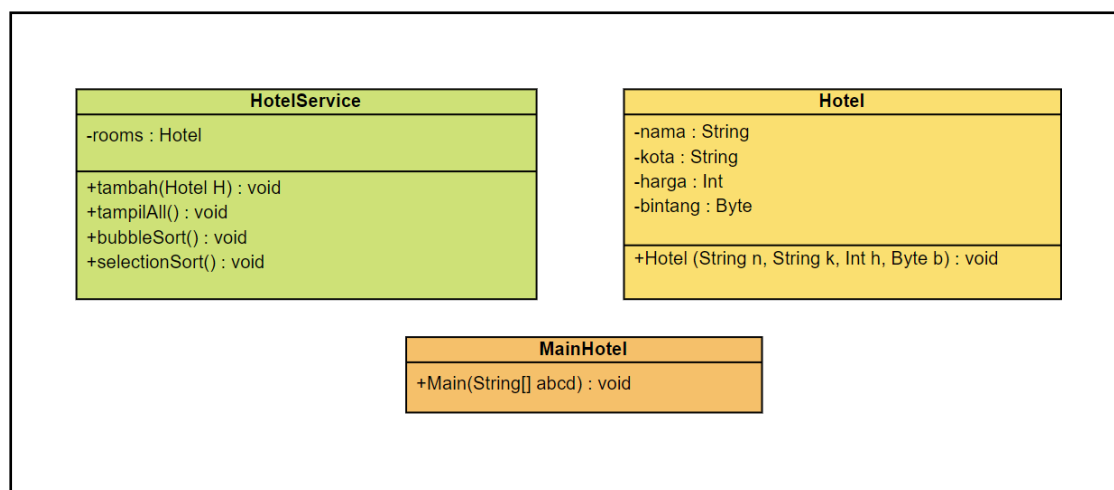 HotelService
-rooms : Hotel
+tambah(Hotel H) : void
+tampilAll() : void
+bubbleSort() : void
+selectionSort() : void
Hotel
-nama : String
-kota : String
-harga : Int
-bintang : Byte
+Hotel (String n, String k, Int h, Byte b) : void
MainHotel
+Main(String[] abcd) : void